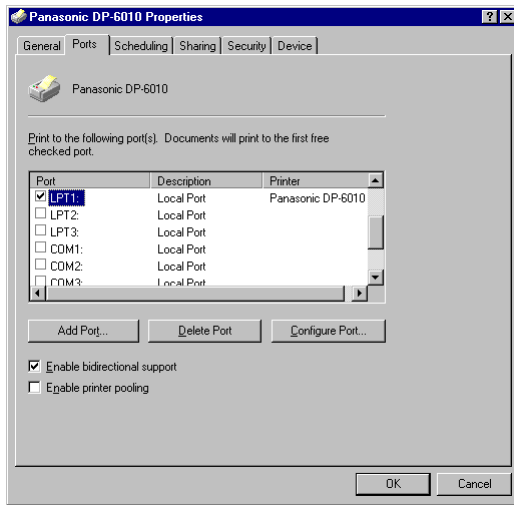 Panasonic DP-6010 Properties
General Ports Scheduling Sharing Security Device
Panasonic DP-6010
Print to the following port(s). Documents will print to the first free
checked port.
Port Description Printer
LPT1: Local Port Panasonic DP-6010
LPT2: Local Port
LPT3: Local Port
COM1: Local Port
COM2: Local Port
COM3: Local Port
Add Port... Delete Port Configure Port...
Enable bidirectional support
Enable printer pooling
OK Cancel